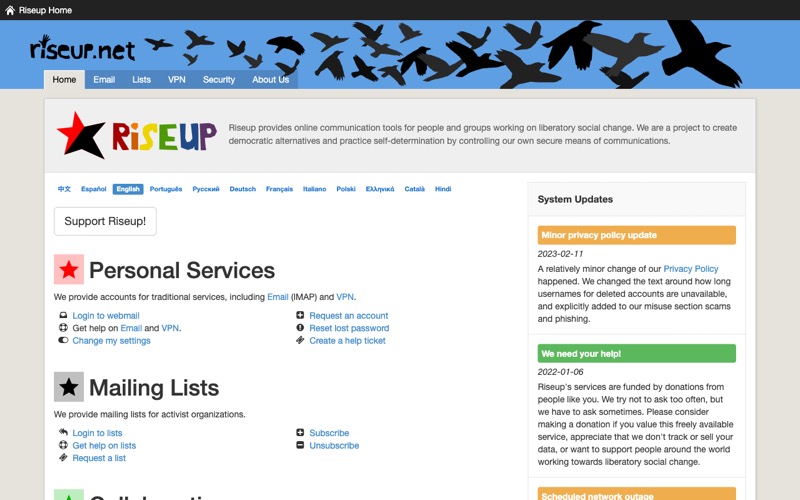 Riseup Home
riseup.net
Home Email Lists VPN Security About Us
RISEUP
Riseup provides online communication tools for people and groups working on liberatory social change. We are a project to create
democratic alternatives and practice self-determination by controlling our own secure means of communications.
中文 Español English Português Русский Deutsch Français Italiano Polski Ελληνικά Català Hindi
Support Riseup!
Personal Services
We provide accounts for traditional services, including Email (IMAP) and VPN.
Login to webmail
Get help on Email and VPN.
Change my settings
Request an account
Reset lost password
Create a help ticket
Mailing Lists
We provide mailing lists for activist organizations.
Login to lists
Get help on lists
Request a list
Subscribe
Unsubscribe
System Updates
Minor privacy policy update
2023-02-11
A relatively minor change of our Privacy Policy
happened. We changed the text around how long
usernames for deleted accounts are unavailable,
and explicitly added to our misuse section scams
and phishing.
We need your help!
2022-01-06
Riseup's services are funded by donations from
people like you. We try not to ask too often, but
we have to ask sometimes. Please consider
making a donation if you value this freely available
service, appreciate that we don't track or sell your
data, or want to support people around the world
working towards liberatory social change.
Scheduled network outage